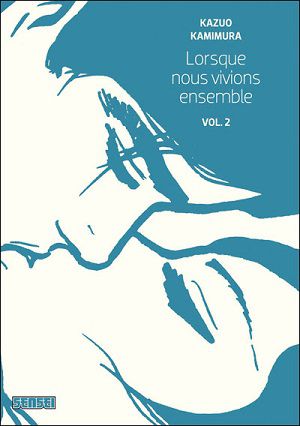 KAZUO
KAMIMURA
Lorsque
nous vivions
ensemble
VOL. 2
sensei